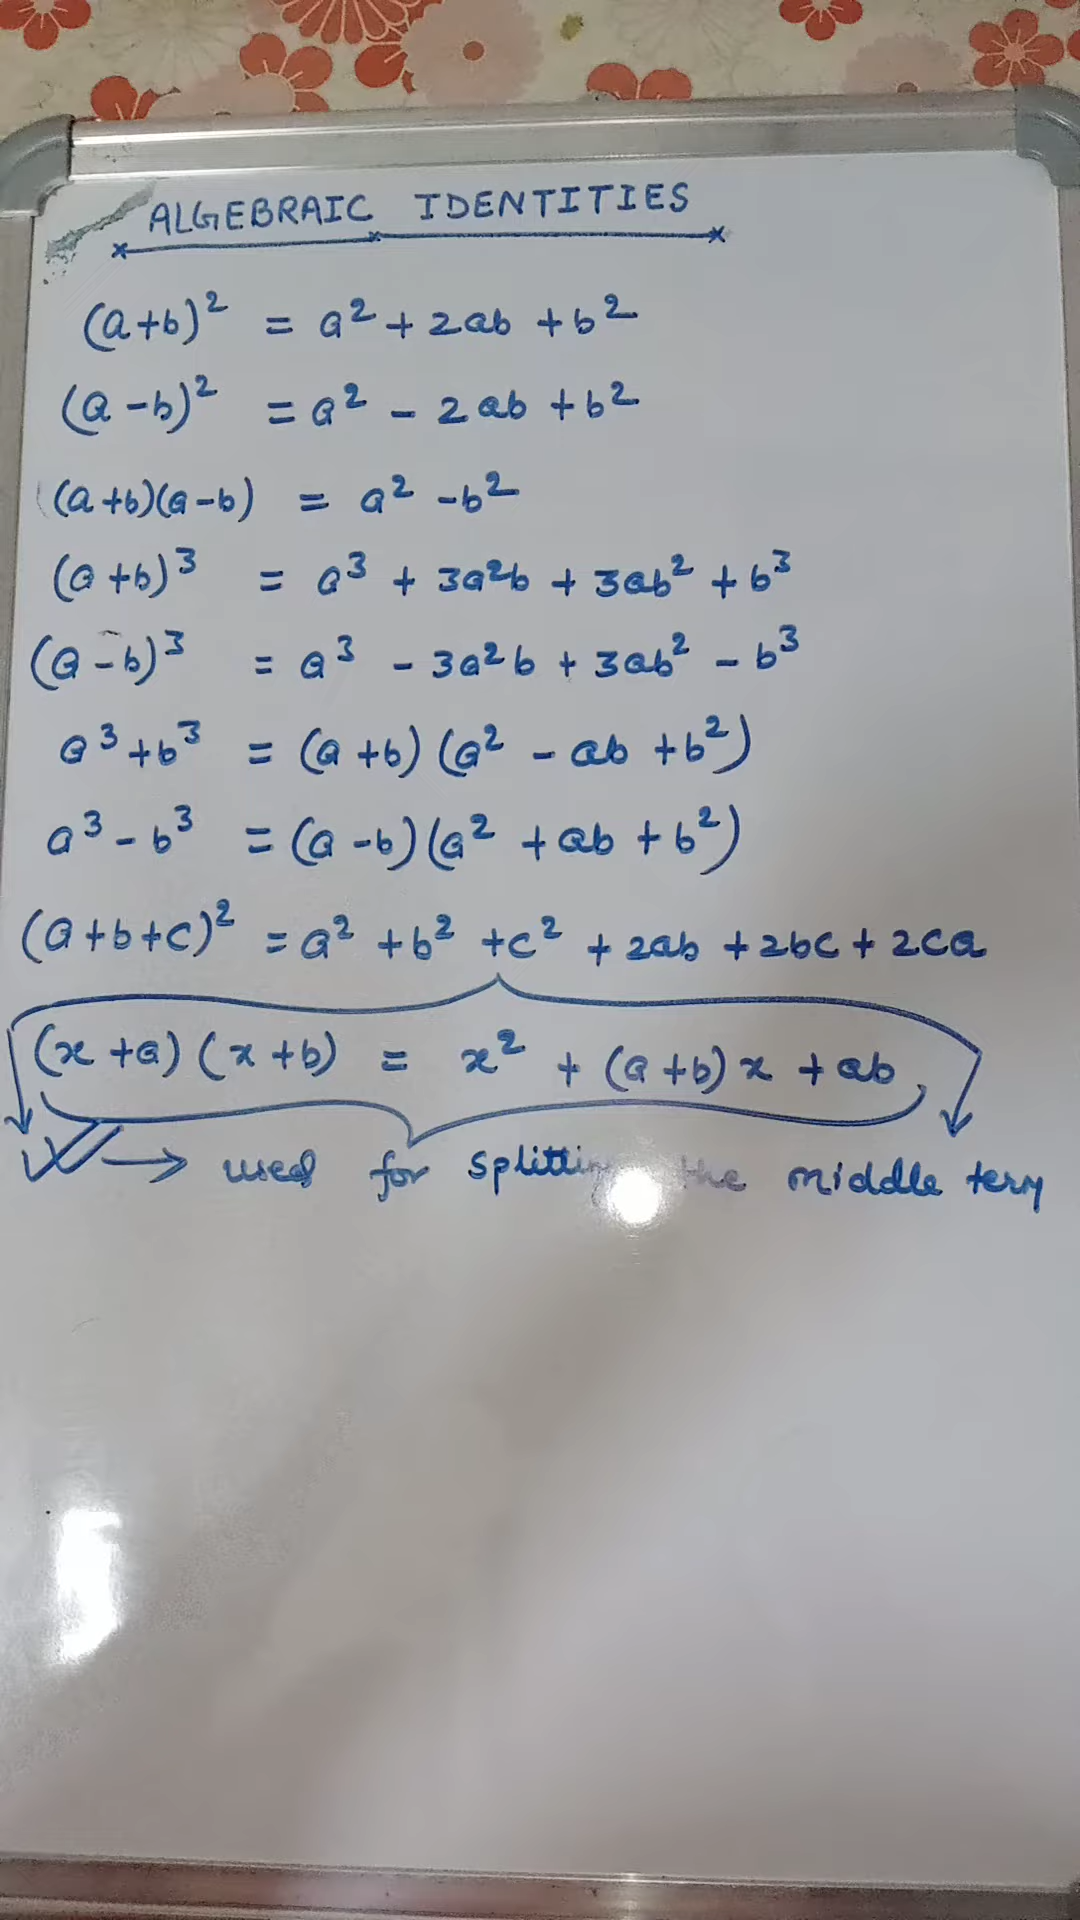 ALGEBRAIC IDENTITIES
(a+b)² = a² + 2ab + b²
(a-b)² = a² - 2ab + b²
(a+b)(a-b) = a² - b²
(a+b)³ = a³ + 3a²b + 3ab² + b³
(a-b)³ = a³ - 3a²b + 3ab² - b³
a³+b³ = (a+b)(a² - ab + b²)
a³-b³ = (a-b)(a² + ab + b²)
(a+b+c)² = a² + b² + c² + 2ab + 2bc + 2ca
(x+a)(x+b) = x² + (a+b)x + ab
→ used for splitting the middle term